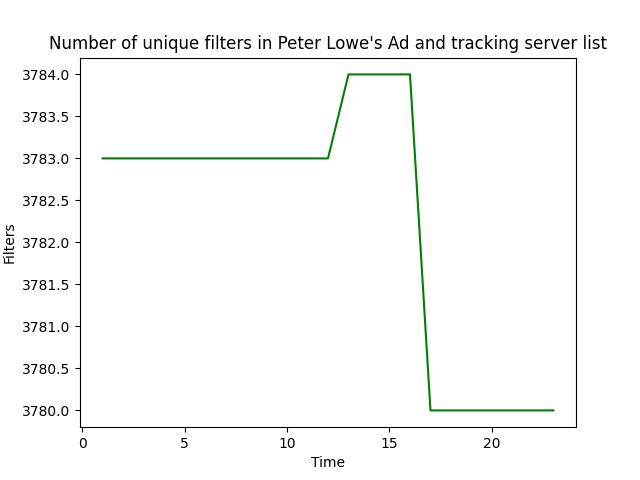 Number of unique filters in Peter Lowe's Ad and tracking server list
3784.0
3783.5
3783.0
3782.5
3782.0
3781.5
3781.0
3780.5
3780.0
Filters
0 5 10 15 20
Time